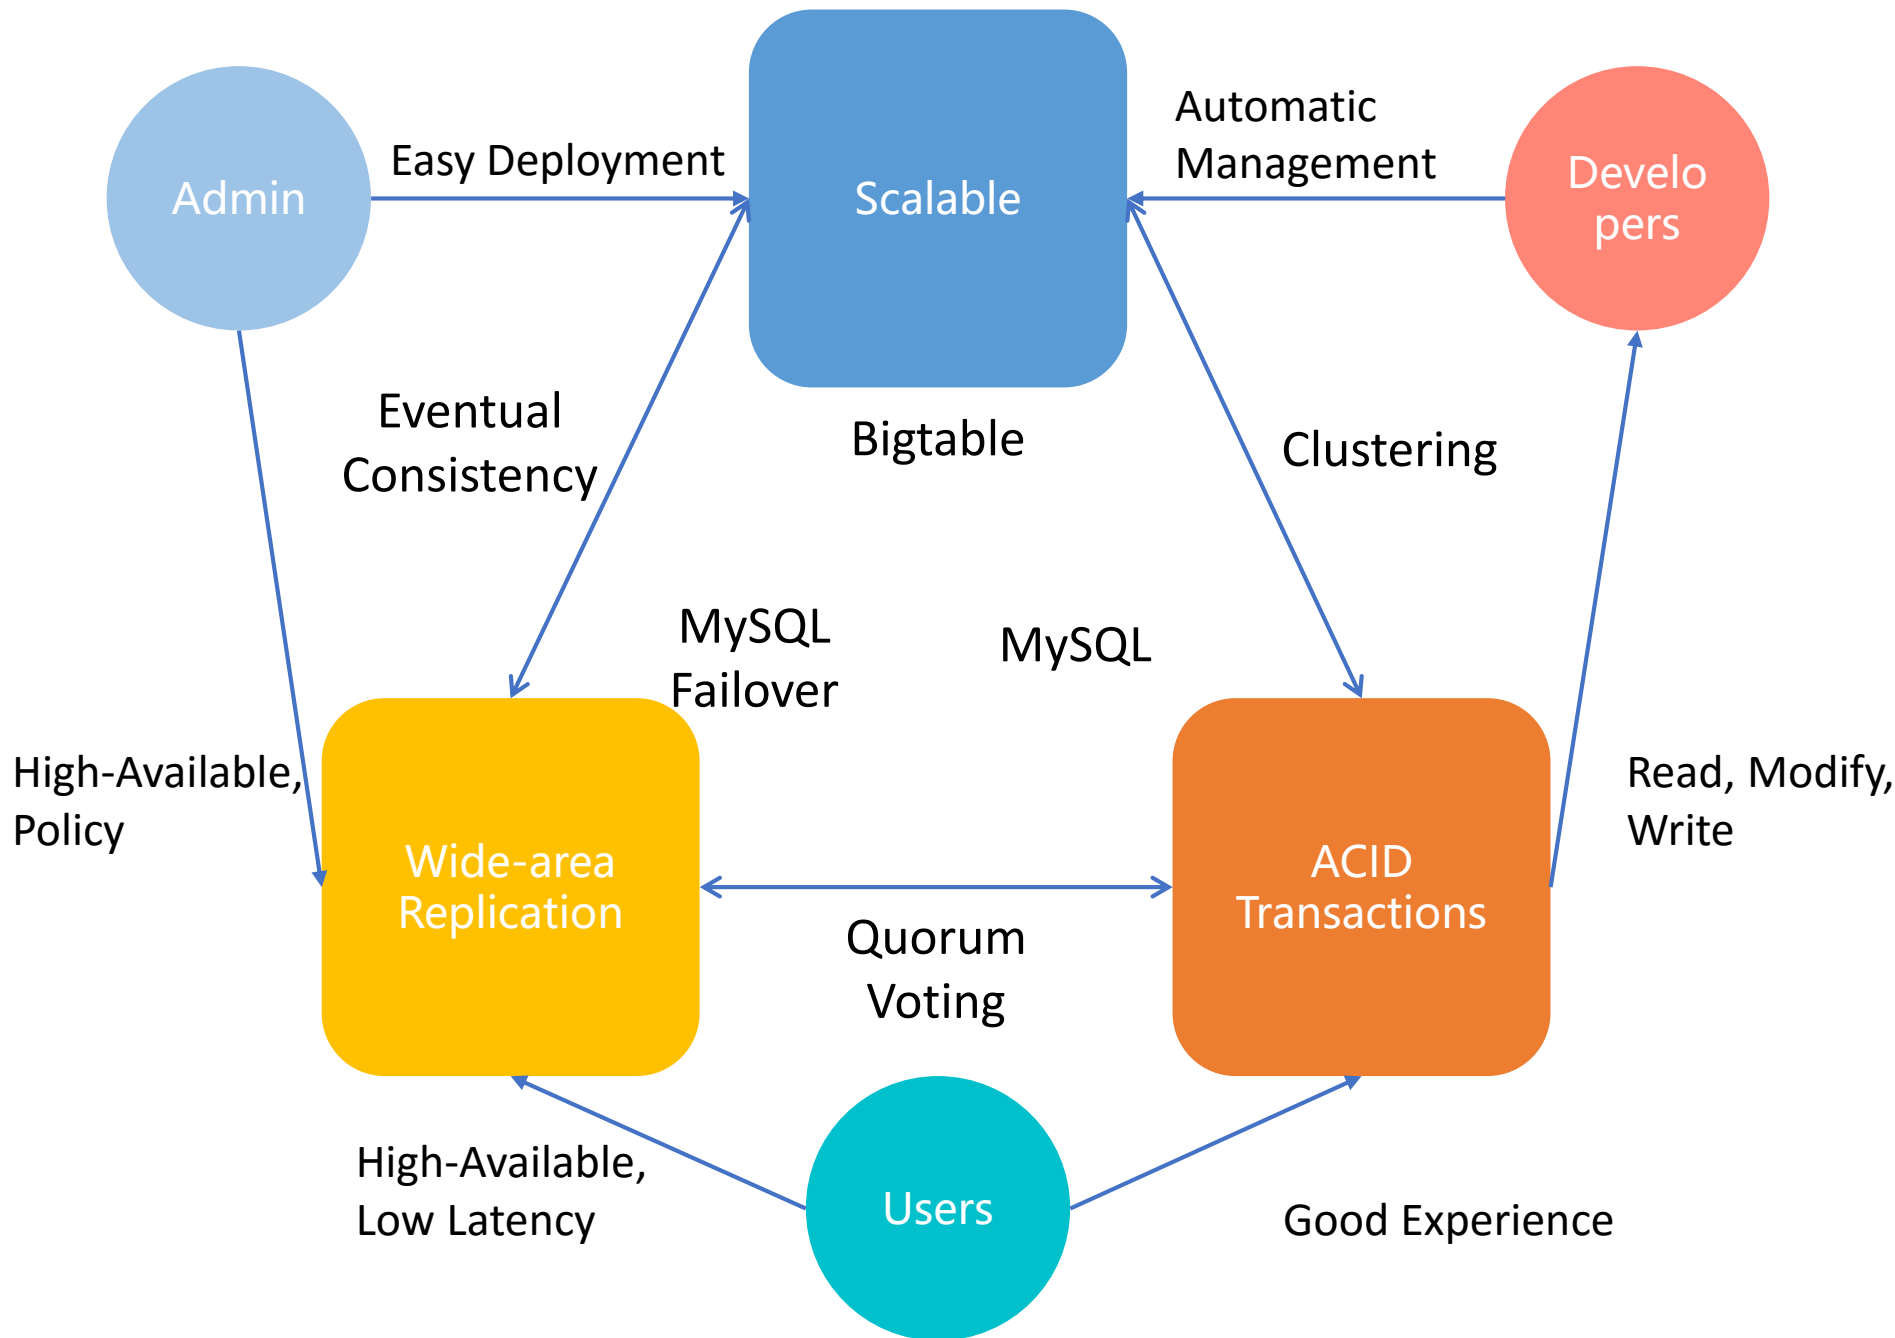 Admin
Easy Deployment
Scalable
Automatic
Management
Develo
pers
Eventual
Consistency
Bigtable
Clustering
MySQL
Failover
MySQL
High-Available,
Policy
Wide-area
Replication
ACID
Transactions
Read, Modify,
Write
Quorum
Voting
High-Available,
Low Latency
Users
Good Experience